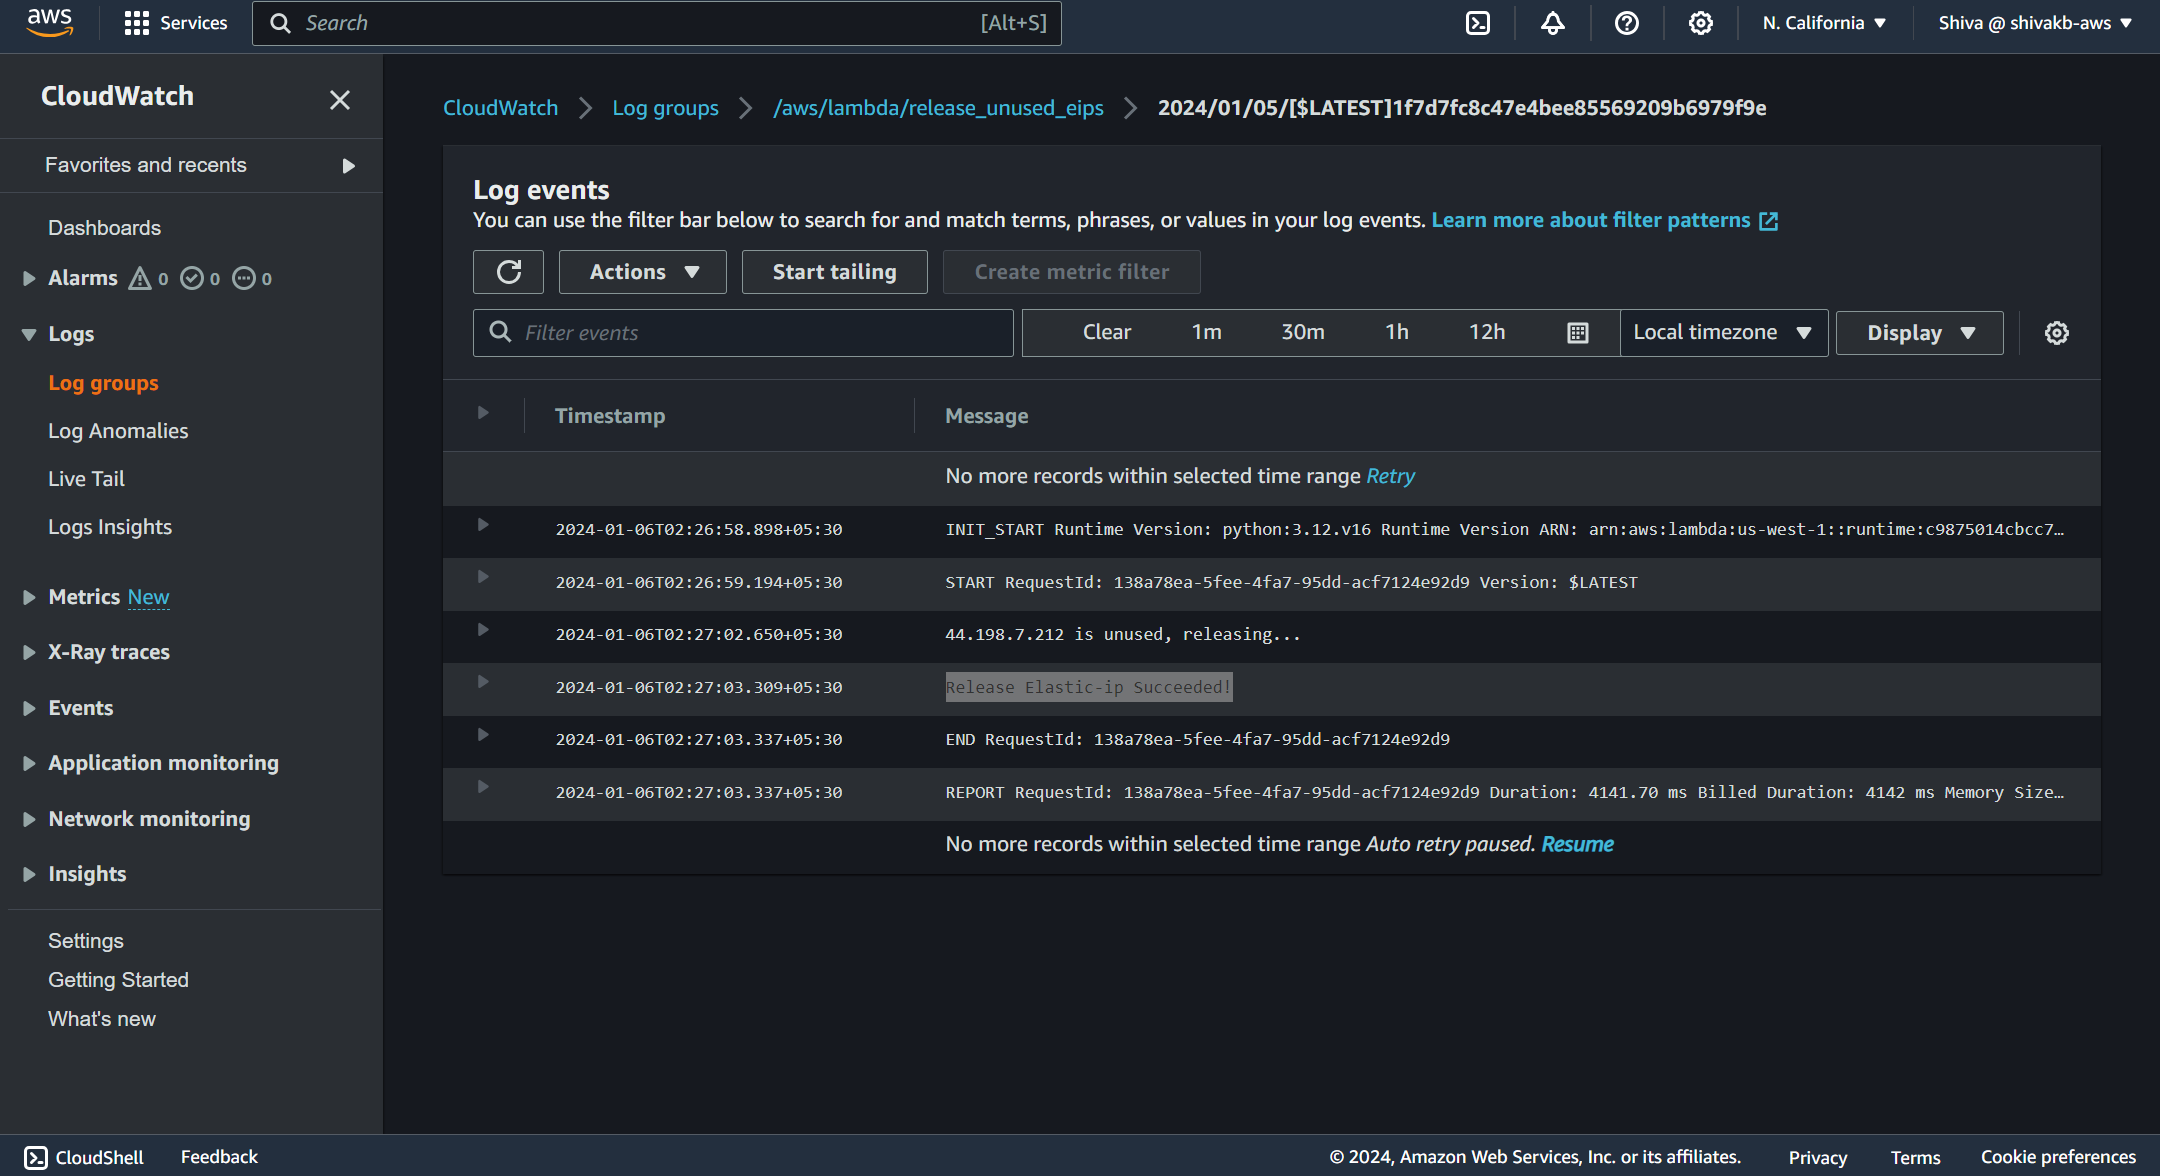 aws Services Search [Alt+S] N. California Shiva @ shivakb-aws
CloudWatch
Favorites and recents
Dashboards
Alarms 0 0 0
Logs
Log groups
Log Anomalies
Live Tail
Logs Insights
Metrics New
X-Ray traces
Events
Application monitoring
Network monitoring
Insights
Settings
Getting Started
What's new
CloudWatch Log groups /aws/lambda/release_unused_eips 2024/01/05/[$LATEST]1f7d7fc8c47e4bee85569209b6979f9e
Log events
You can use the filter bar below to search for and match terms, phrases, or values in your log events. Learn more about filter patterns
Actions Start tailing Create metric filter
Filter events Clear 1m 30m 1h 12h Local timezone Display
Timestamp Message
No more records within selected time range Retry
2024-01-06T02:26:58.898+05:30 INIT_START Runtime Version: python:3.12.v16 Runtime Version ARN: arn:aws:lambda:us-west-1::runtime:c9875014cbcc7…
2024-01-06T02:26:59.194+05:30 START RequestId: 138a78ea-5fee-4fa7-95dd-acf7124e92d9 Version: $LATEST
2024-01-06T02:27:02.650+05:30 44.198.7.212 is unused, releasing...
2024-01-06T02:27:03.309+05:30 Release Elastic-ip Succeeded!
2024-01-06T02:27:03.337+05:30 END RequestId: 138a78ea-5fee-4fa7-95dd-acf7124e92d9
2024-01-06T02:27:03.337+05:30 REPORT RequestId: 138a78ea-5fee-4fa7-95dd-acf7124e92d9 Duration: 4141.70 ms Billed Duration: 4142 ms Memory Size…
No more records within selected time range Auto retry paused. Resume
CloudShell Feedback © 2024, Amazon Web Services, Inc. or its affiliates. Privacy Terms Cookie preferences